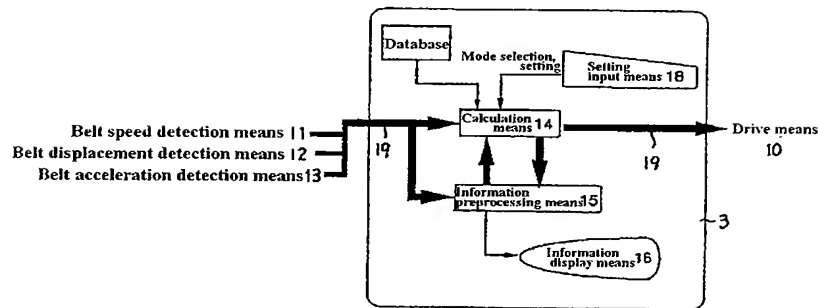 Database
Mode selection,
setting
Setting
input means 18
Belt speed detection means 11
Belt displacement detection means 12
Belt acceleration detection means 13
19
Calculation
means 14
19
Drive means
10
Information
preprocessing means 15
3
Information
display means 16